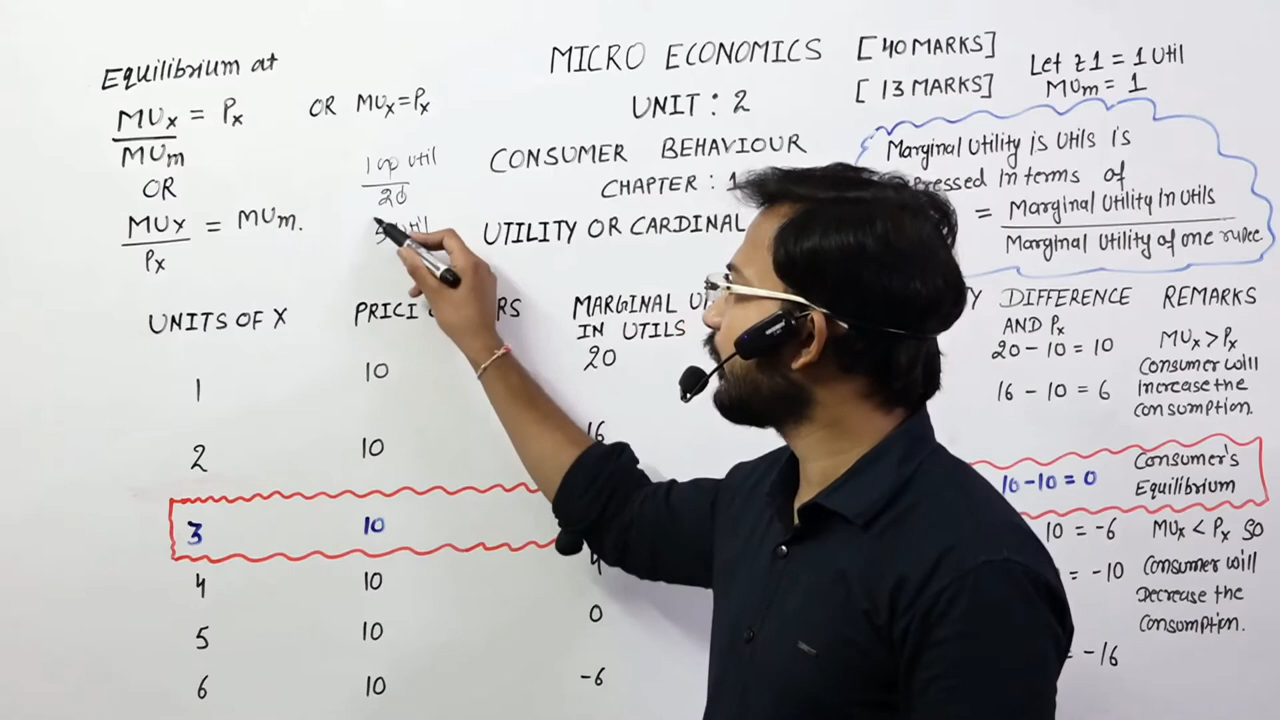 MICRO ECONOMICS [40 MARKS]
UNIT : 2 [13 MARKS]
CONSUMER BEHAVIOUR
CHAPTER : 1
UTILITY OR CARDINAL
Equilibrium at
MUx = Px OR MUx = Px
MUm
OR
MUx = MUm.
Px
util
20
util
Let ₹1 = 1 Util
MUm = 1
Marginal Utility is Utils is
In terms of
= Marginal Utility In Utils
Marginal Utility of one rupee
UNITS OF X
MARGINAL
IN UTILS
DIFFERENCE
AND Px
REMARKS
1 10 20 20 - 10 = 10 MUx > Px
Consumer will
increase the
consumption.
2 10 16 16 - 10 = 6
3 10 10 - 10 = 0 Consumer's
Equilibrium
4 10 4 10 = -6 MUx < Px so
5 10 0 = -10 Consumer will
Decrease the
consumption.
6 10 -6 = -16